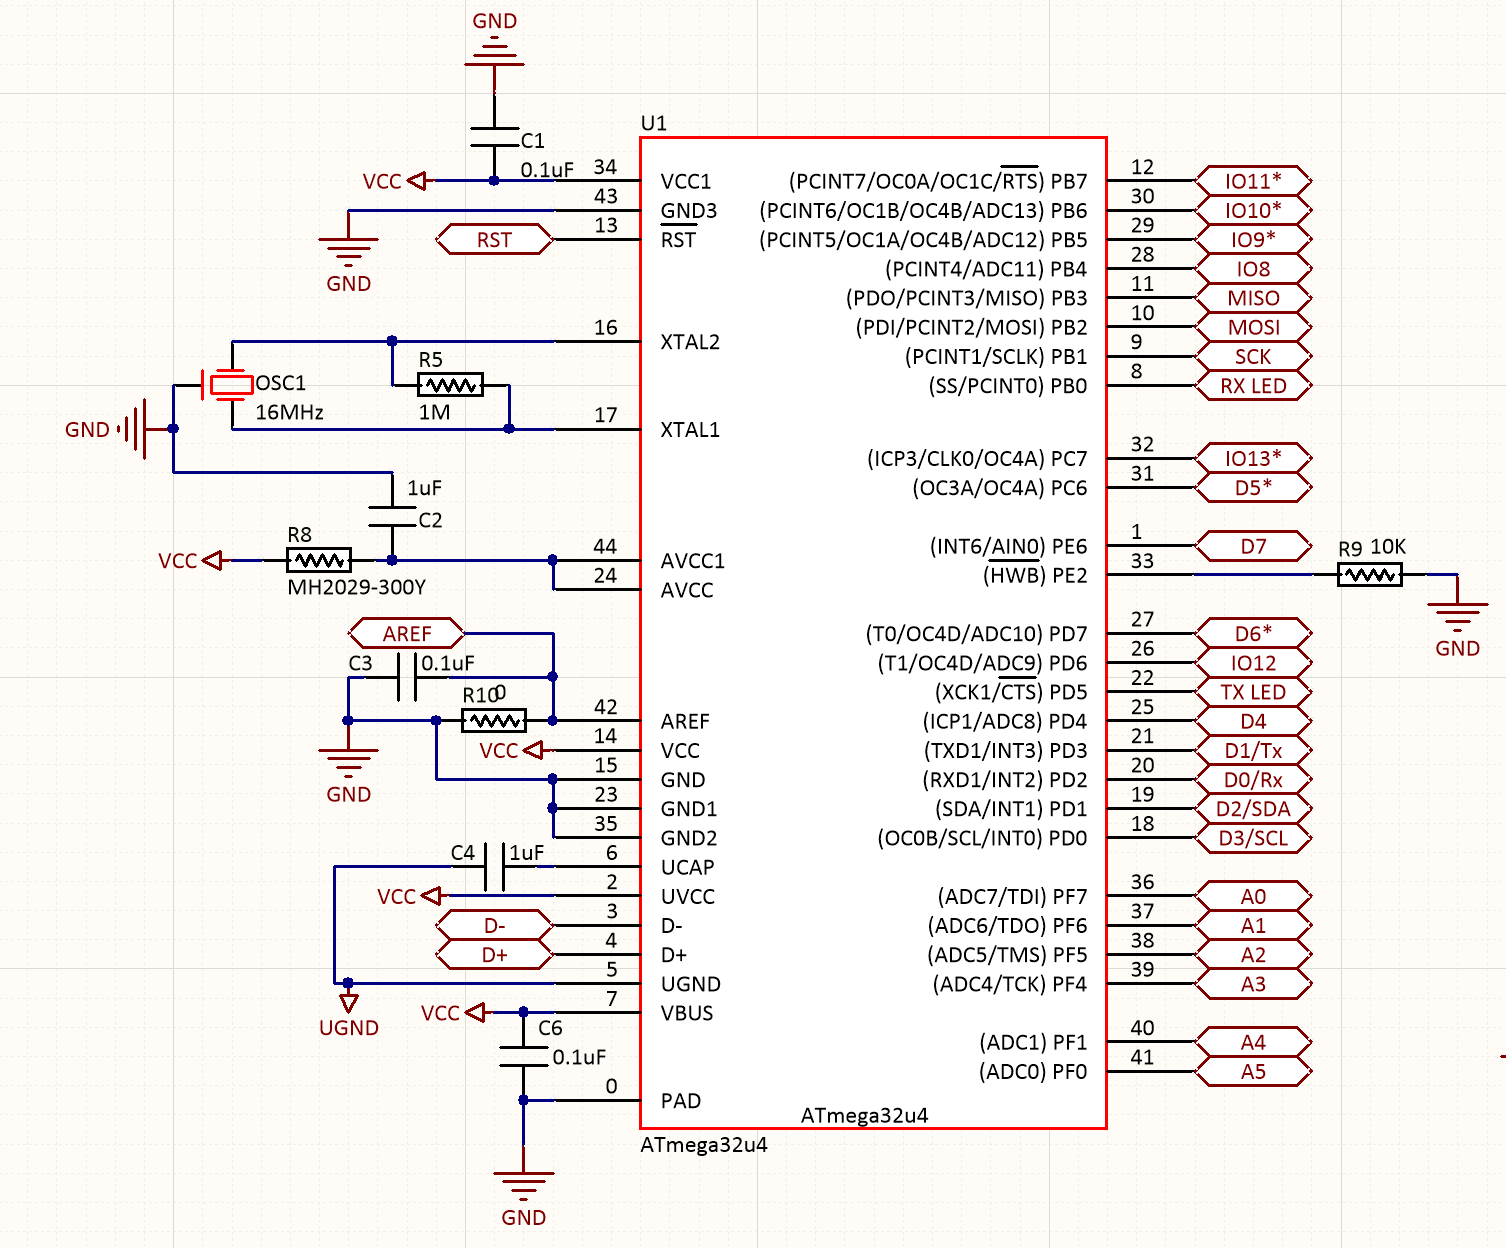 GND
C1
0.1uF
VCC
GND
RST
OSC1
16MHz
R5
1M
GND
1uF
C2
R8
VCC
MH2029-300Y
AREF
C3
0.1uF
R10
0
VCC
GND
C4
1uF
VCC
D-
D+
UGND
VCC
C6
0.1uF
GND
U1
34 VCC1
43 GND3
13 RST
16 XTAL2
17 XTAL1
44 AVCC1
24 AVCC
42 AREF
14 VCC
15 GND
23 GND1
35 GND2
6 UCAP
2 UVCC
3 D-
4 D+
5 UGND
7 VBUS
0 PAD
(PCINT7/OC0A/OC1C/RTS) PB7 12 IO11*
(PCINT6/OC1B/OC4B/ADC13) PB6 30 IO10*
(PCINT5/OC1A/OC4B/ADC12) PB5 29 IO9*
(PCINT4/ADC11) PB4 28 IO8
(PDO/PCINT3/MISO) PB3 11 MISO
(PDI/PCINT2/MOSI) PB2 10 MOSI
(PCINT1/SCLK) PB1 9 SCK
(SS/PCINT0) PB0 8 RX LED
(ICP3/CLK0/OC4A) PC7 32 IO13*
(OC3A/OC4A) PC6 31 D5*
(INT6/AIN0) PE6 1 D7
(HWB) PE2 33
R9 10K
GND
(T0/OC4D/ADC10) PD7 27 D6*
(T1/OC4D/ADC9) PD6 26 IO12
(XCK1/CTS) PD5 22 TX LED
(ICP1/ADC8) PD4 25 D4
(TXD1/INT3) PD3 21 D1/Tx
(RXD1/INT2) PD2 20 D0/Rx
(SDA/INT1) PD1 19 D2/SDA
(OC0B/SCL/INT0) PD0 18 D3/SCL
(ADC7/TDI) PF7 36 A0
(ADC6/TDO) PF6 37 A1
(ADC5/TMS) PF5 38 A2
(ADC4/TCK) PF4 39 A3
(ADC1) PF1 40 A4
(ADC0) PF0 41 A5
ATmega32u4
ATmega32u4